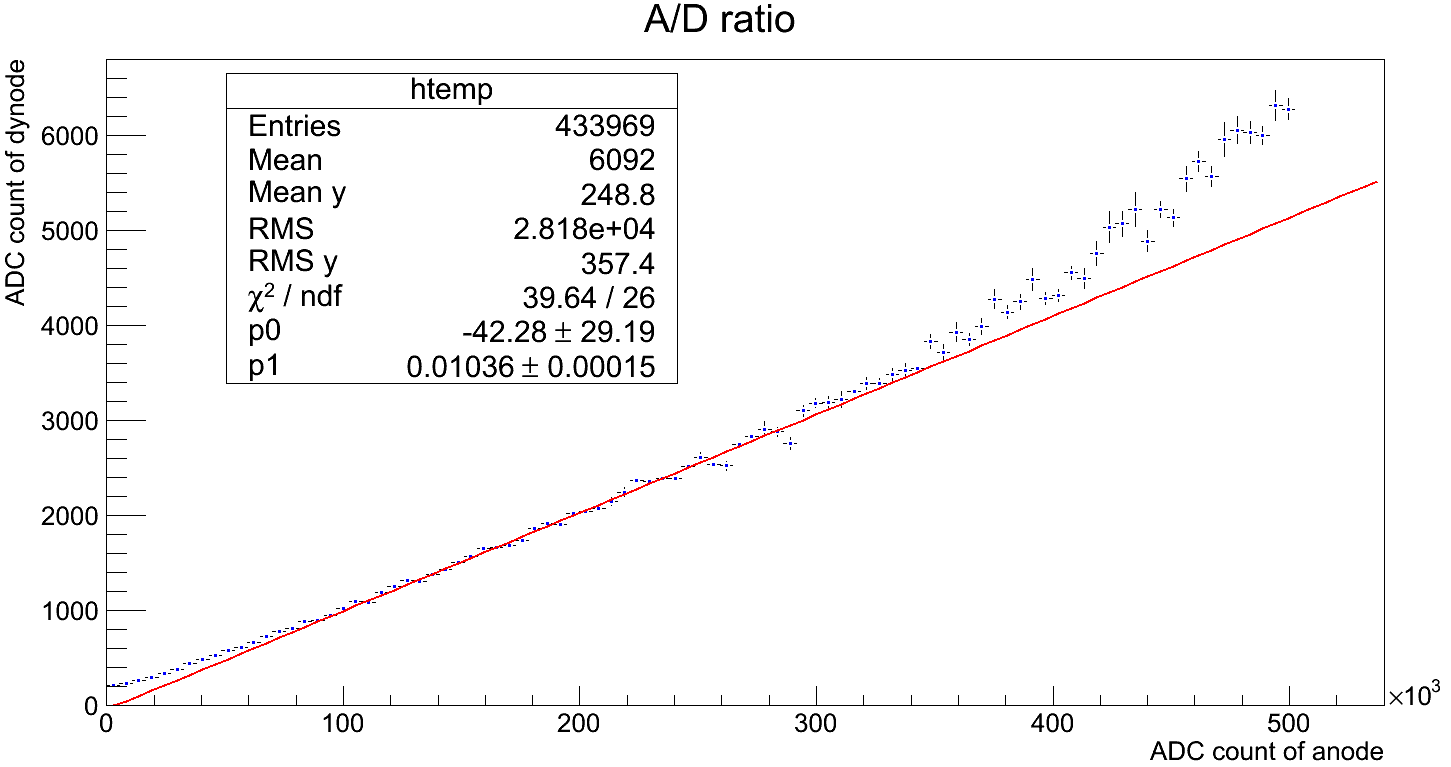 A/D ratio
ADC count of dynode
htemp
Entries 433969
Mean 6092
Mean y 248.8
RMS 2.818e+04
RMS y 357.4
χ² / ndf 39.64 / 26
p0 -42.28 ± 29.19
p1 0.01036 ± 0.00015
6000
5000
4000
3000
2000
1000
0
0 100 200 300 400 500 ×10³
ADC count of anode